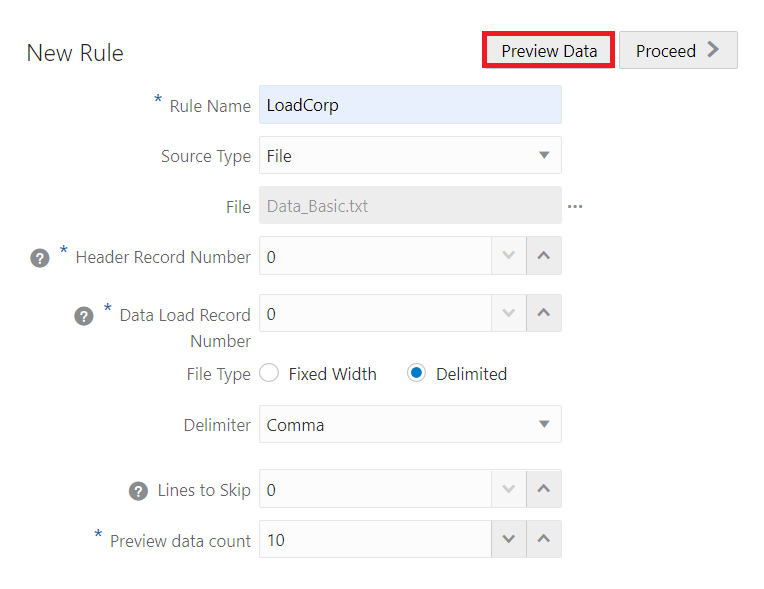 New Rule
Preview Data
Proceed
* Rule Name LoadCorp
Source Type File
File Data_Basic.txt ...
? * Header Record Number 0
? * Data Load Record Number 0
File Type Fixed Width Delimited
Delimiter Comma
? Lines to Skip 0
* Preview data count 10